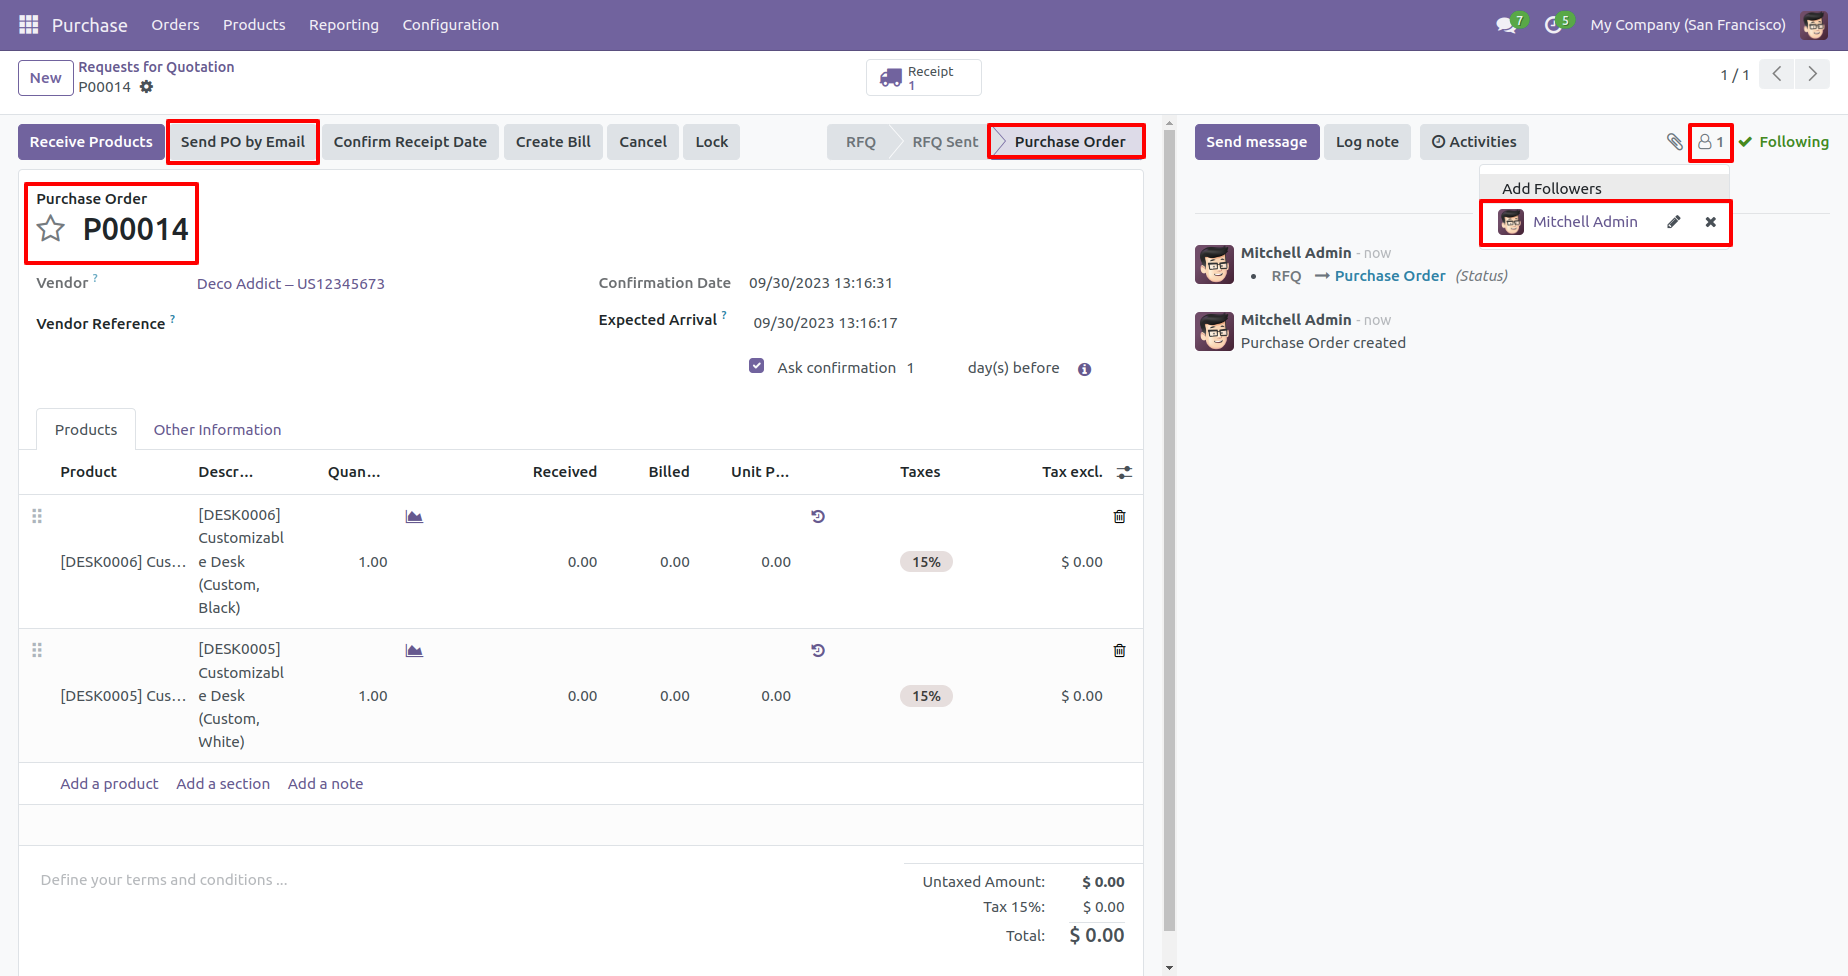 Purchase Orders Products Reporting Configuration 7 5 My Company (San Francisco)
New Requests for Quotation
P00014
Receipt
1
1 / 1
Receive Products Send PO by Email Confirm Receipt Date Create Bill Cancel Lock RFQ RFQ Sent Purchase Order
Send message Log note Activities 1 Following
Add Followers
Mitchell Admin
Purchase Order
P00014
Vendor ? Deco Addict – US12345673
Vendor Reference ?
Confirmation Date 09/30/2023 13:16:31
Expected Arrival ? 09/30/2023 13:16:17
Ask confirmation 1 day(s) before
Mitchell Admin - now
RFQ Purchase Order (Status)
Mitchell Admin - now
Purchase Order created
Products Other Information
Product Descr... Quan... Received Billed Unit P... Taxes Tax excl.
[DESK0006]
Customizabl
[DESK0006] Cus... e Desk 1.00 0.00 0.00 0.00 15% $ 0.00
(Custom,
Black)
[DESK0005]
Customizabl
[DESK0005] Cus... e Desk 1.00 0.00 0.00 0.00 15% $ 0.00
(Custom,
White)
Add a product Add a section Add a note
Define your terms and conditions ...
Untaxed Amount: $ 0.00
Tax 15%: $ 0.00
Total: $ 0.00